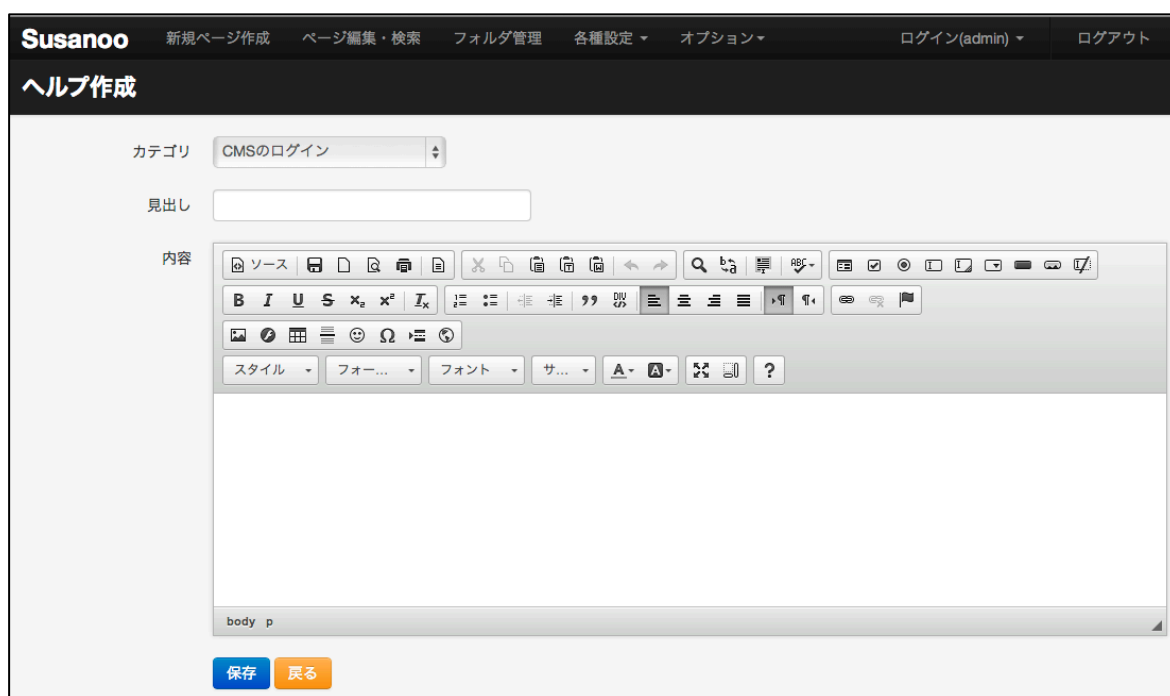 Susanoo 新規ページ作成 ページ編集・検索 フォルダ管理 各種設定 オプション ログイン(admin) ログアウト
ヘルプ作成
カテゴリ CMSのログイン
見出し
内容 ソース
スタイル フォー... フォント サ...
body p
保存 戻る